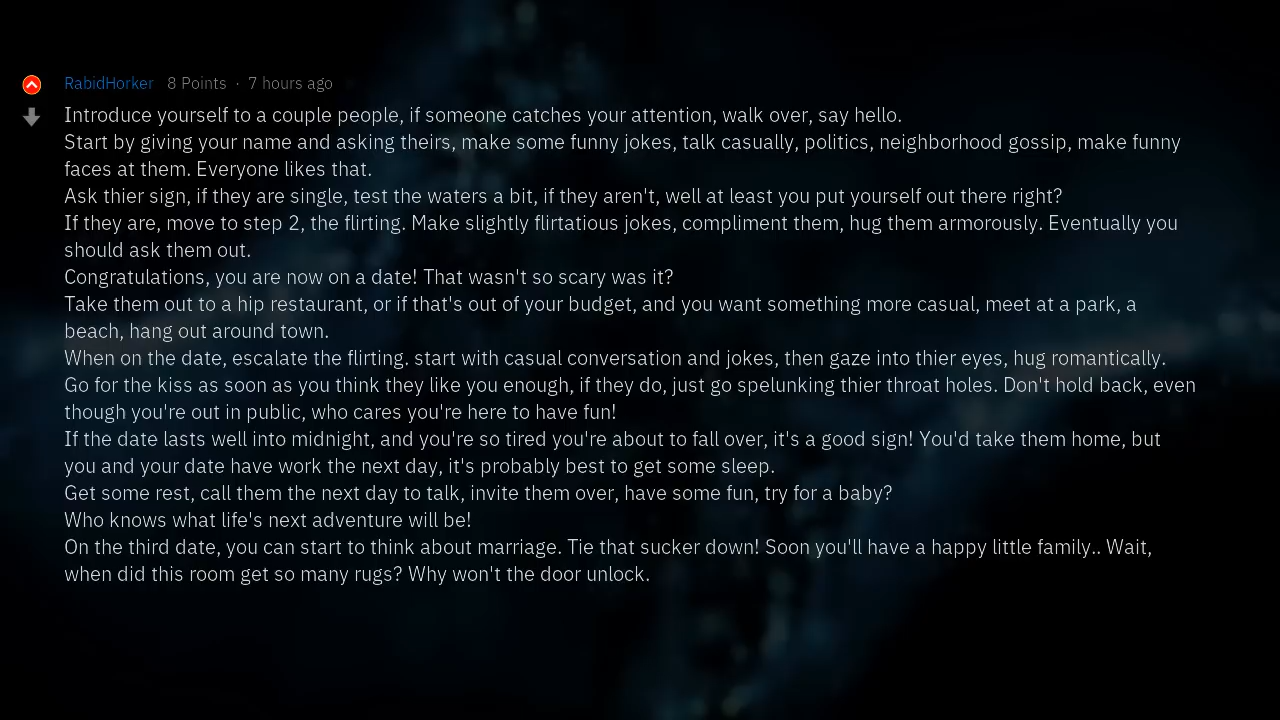 RabidHorker 8 Points · 7 hours ago
Introduce yourself to a couple people, if someone catches your attention, walk over, say hello.
Start by giving your name and asking theirs, make some funny jokes, talk casually, politics, neighborhood gossip, make funny
faces at them. Everyone likes that.
Ask thier sign, if they are single, test the waters a bit, if they aren't, well at least you put yourself out there right?
If they are, move to step 2, the flirting. Make slightly flirtatious jokes, compliment them, hug them armorously. Eventually you
should ask them out.
Congratulations, you are now on a date! That wasn't so scary was it?
Take them out to a hip restaurant, or if that's out of your budget, and you want something more casual, meet at a park, a
beach, hang out around town.
When on the date, escalate the flirting. start with casual conversation and jokes, then gaze into thier eyes, hug romantically.
Go for the kiss as soon as you think they like you enough, if they do, just go spelunking thier throat holes. Don't hold back, even
though you're out in public, who cares you're here to have fun!
If the date lasts well into midnight, and you're so tired you're about to fall over, it's a good sign! You'd take them home, but
you and your date have work the next day, it's probably best to get some sleep.
Get some rest, call them the next day to talk, invite them over, have some fun, try for a baby?
Who knows what life's next adventure will be!
On the third date, you can start to think about marriage. Tie that sucker down! Soon you'll have a happy little family.. Wait,
when did this room get so many rugs? Why won't the door unlock.